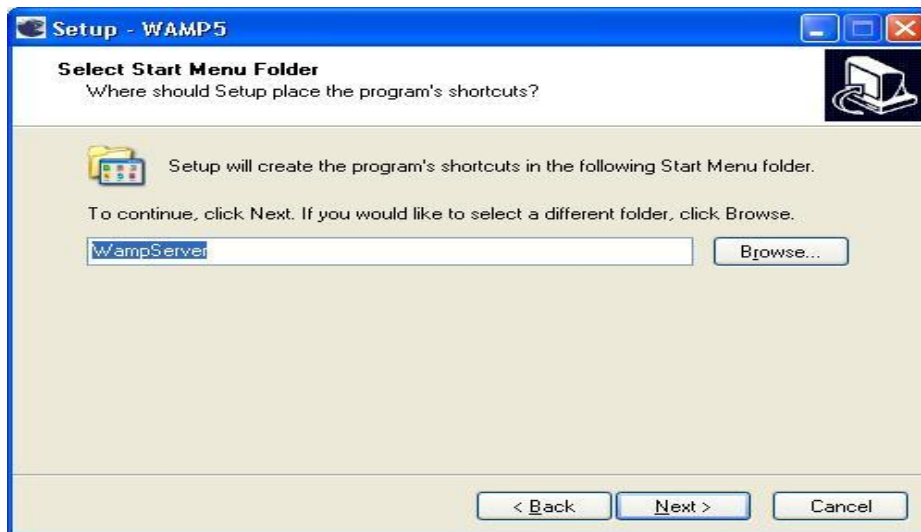 Setup - WAMP5
Select Start Menu Folder
Where should Setup place the program's shortcuts?
Setup will create the program's shortcuts in the following Start Menu folder.
To continue, click Next. If you would like to select a different folder, click Browse.
WampServer
Browse...
< Back
Next >
Cancel